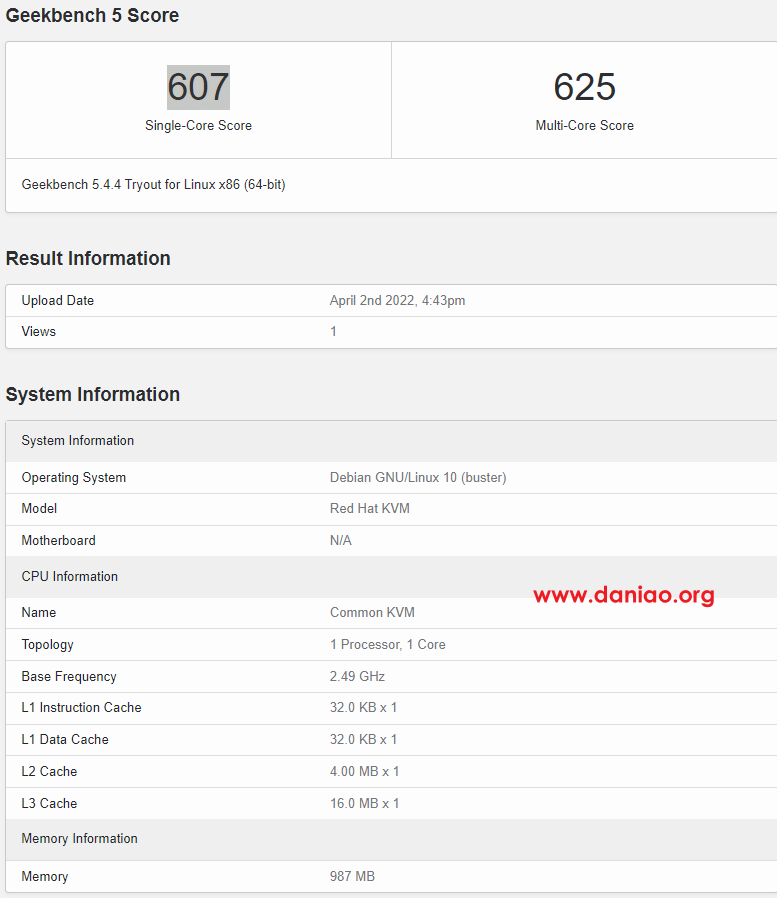 Geekbench 5 Score
607 625
Single-Core Score Multi-Core Score
Geekbench 5.4.4 Tryout for Linux x86 (64-bit)
Result Information
Upload Date April 2nd 2022, 4:43pm
Views 1
System Information
System Information
Operating System Debian GNU/Linux 10 (buster)
Model Red Hat KVM
Motherboard N/A
CPU Information
www.daniao.org
Name Common KVM
Topology 1 Processor, 1 Core
Base Frequency 2.49 GHz
L1 Instruction Cache 32.0 KB x 1
L1 Data Cache 32.0 KB x 1
L2 Cache 4.00 MB x 1
L3 Cache 16.0 MB x 1
Memory Information
Memory 987 MB